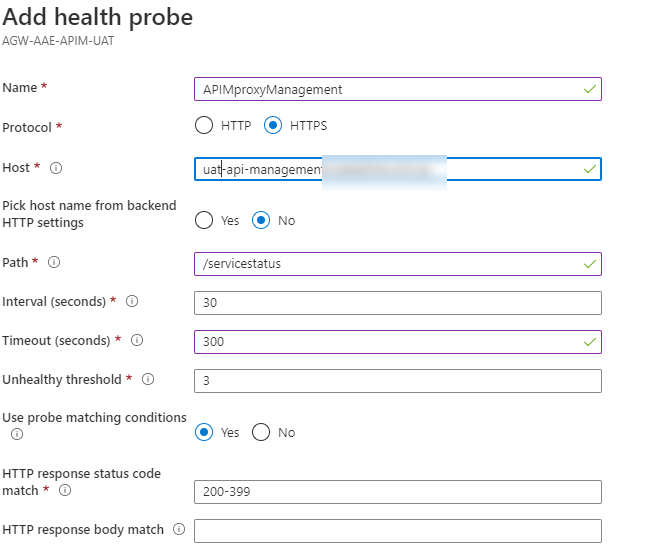 Add health probe
AGW-AAE-APIM-UAT
Name *
APIMproxyManagement
Protocol *
HTTP
HTTPS
Host *
uat-api-management
Pick host name from backend
HTTP settings
Yes
No
Path *
/servicestatus
Interval (seconds) *
30
Timeout (seconds) *
300
Unhealthy threshold *
3
Use probe matching conditions
Yes
No
HTTP response status code
match *
200-399
HTTP response body match